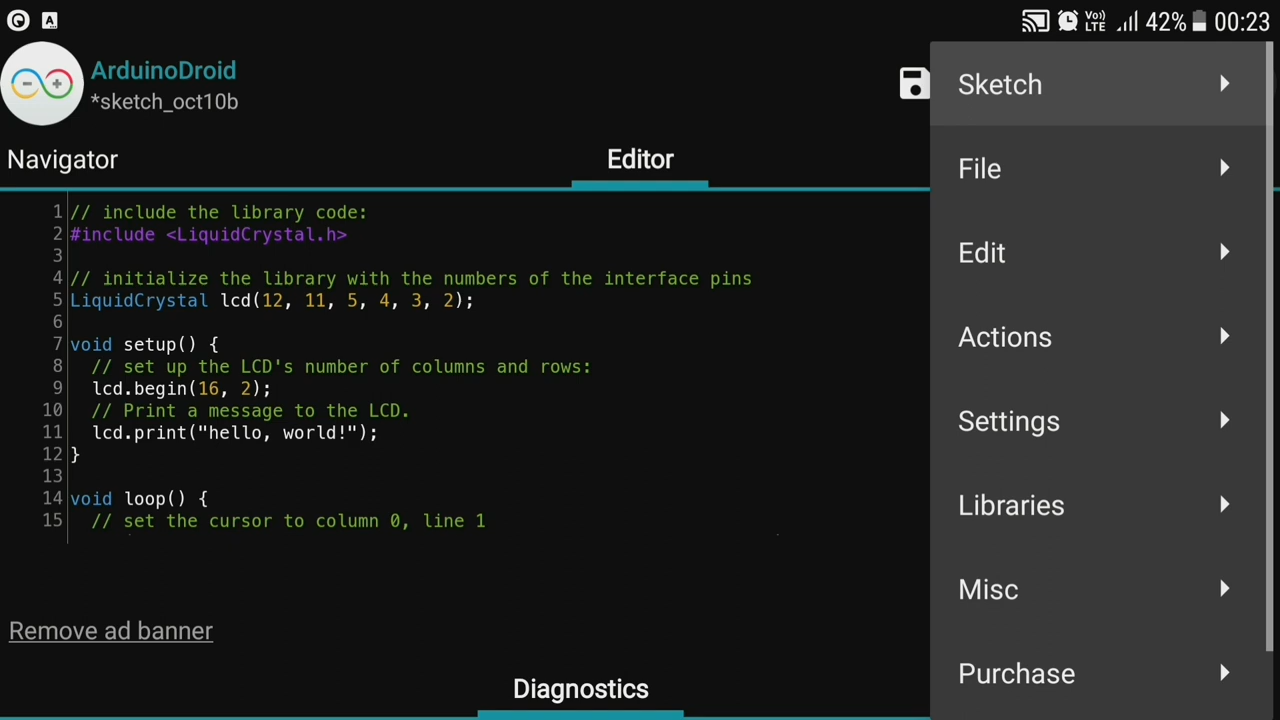 42% 00:23
Vo))
LTE
ArduinoDroid
*sketch_oct10b
Navigator
Editor
1 // include the library code:
2 #include <LiquidCrystal.h>
3
4 // initialize the library with the numbers of the interface pins
5 LiquidCrystal lcd(12, 11, 5, 4, 3, 2);
6
7 void setup() {
8   // set up the LCD's number of columns and rows:
9   lcd.begin(16, 2);
10   // Print a message to the LCD.
11   lcd.print("hello, world!");
12 }
13
14 void loop() {
15   // set the cursor to column 0, line 1
Remove ad banner
Diagnostics
Sketch
File
Edit
Actions
Settings
Libraries
Misc
Purchase